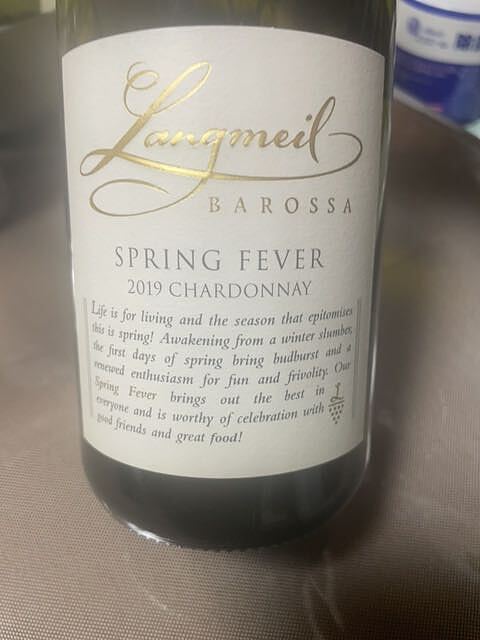 Langmeil
BAROSSA
SPRING FEVER
2019 CHARDONNAY
Life is for living and the season that epitomises
this is spring! Awakening from a winter slumber,
the first days of spring bring budburst and a
renewed enthusiasm for fun and frivolity. Our
Spring Fever brings out the best in
everyone and is worthy of celebration with
good friends and great food!